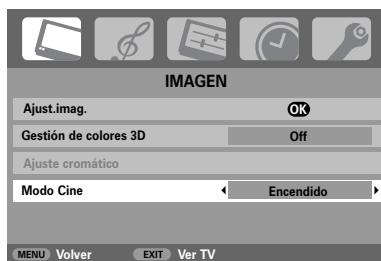 IMAGEN
Ajust.imag. OK
Gestión de colores 3D Off
Ajuste cromático
Modo Cine Encendido
MENU Volver EXIT Ver TV